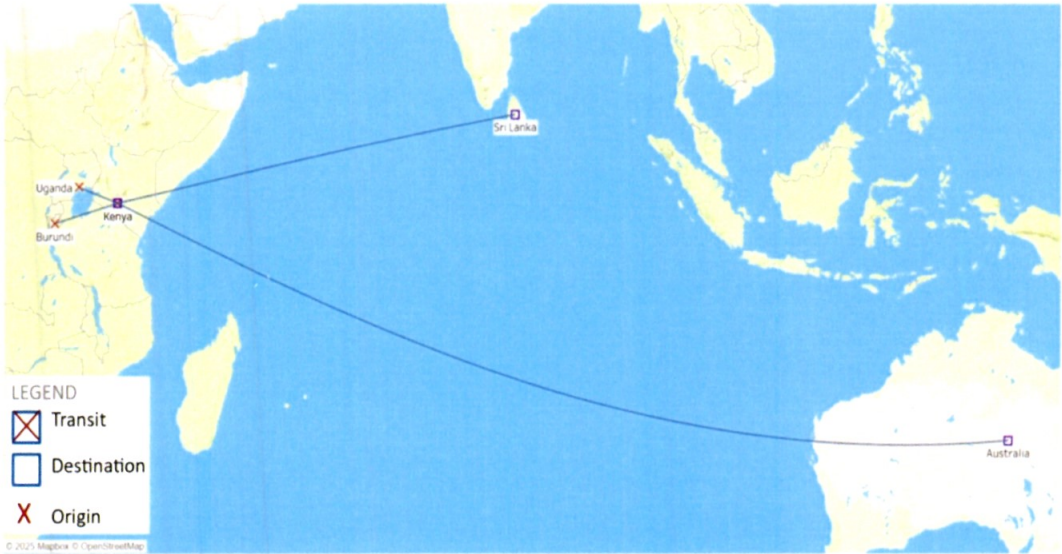 Sri Lanka
Uganda
Kenya
Burundi
Australia
LEGEND
Transit
Destination
Origin
© 2025 Mapbox © OpenStreetMap